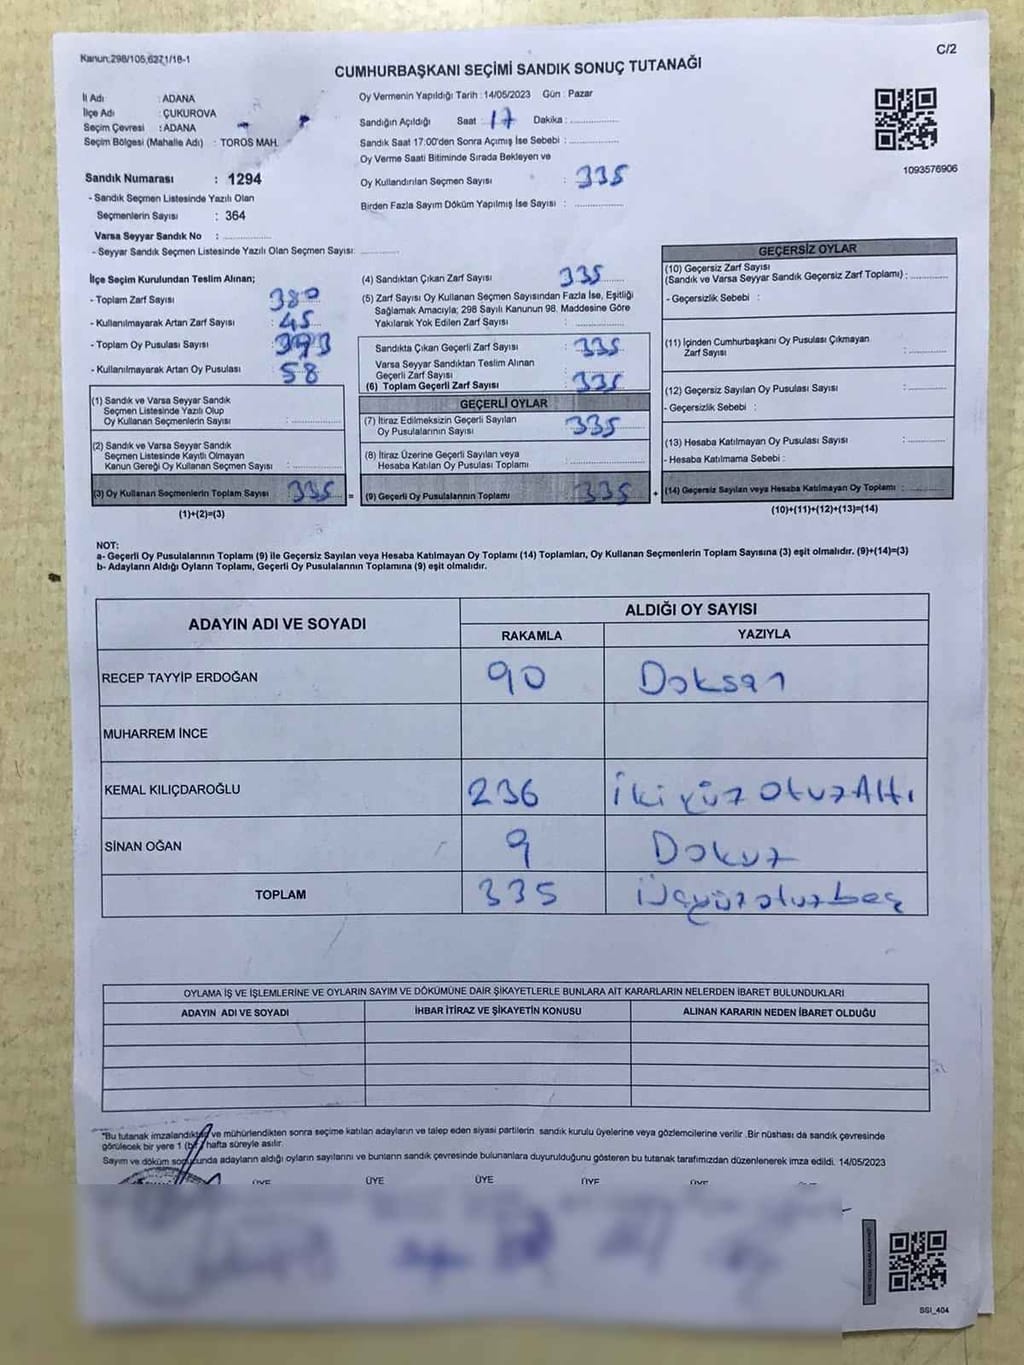 Kanun:298/105,6271/18-1
C/2
CUMHURBAŞKANI SEÇİMİ SANDIK SONUÇ TUTANAĞI
İl Adı : ADANA
İlçe Adı : ÇUKUROVA
Seçim Çevresi : ADANA
Seçim Bölgesi (Mahalle Adı) : TOROS MAH.
Sandık Numarası : 1294
- Sandık Seçmen Listesinde Yazılı Olan
Seçmenlerin Sayısı : 364
Varsa Seyyar Sandık No :
- Seyyar Sandık Seçmen Listesinde Yazılı Olan Seçmen Sayısı:
Oy Vermenin Yapıldığı Tarih : 14/05/2023 Gün : Pazar
Sandığın Açıldığı Saat : 17 Dakika :
Sandık Saat 17:00'den Sonra Açımış İse Sebebi :
Oy Verme Saati Bitiminde Sırada Bekleyen ve
Oy Kullandırılan Seçmen Sayısı : 335
Birden Fazla Sayım Döküm Yapılmış İse Sayısı :
1093576906
İlçe Seçim Kurulundan Teslim Alınan;
- Toplam Zarf Sayısı : 380
- Kullanılmayarak Artan Zarf Sayısı : 45
- Toplam Oy Pusulası Sayısı : 393
- Kullanılmayarak Artan Oy Pusulası : 58
(1) Sandık ve Varsa Seyyar Sandık
Seçmen Listesinde Yazılı Olup
Oy Kullanan Seçmenlerin Sayısı :
(2) Sandık ve Varsa Seyyar Sandık
Seçmen Listesinde Kayıtlı Olmayan
Kanun Gereği Oy Kullanan Seçmen Sayısı :
(3) Oy Kullanan Seçmenlerin Toplam Sayısı : 335 =
(1)+(2)=(3)
(4) Sandıktan Çıkan Zarf Sayısı : 335
(5) Zarf Sayısı Oy Kullanan Seçmen Sayısından Fazla İse, Eşitliği
Sağlamak Amacıyla; 298 Sayılı Kanunun 98. Maddesine Göre
Yakılarak Yok Edilen Zarf Sayısı :
Sandıkta Çıkan Geçerli Zarf Sayısı : 335
Varsa Seyyar Sandıktan Teslim Alınan
Geçerli Zarf Sayısı :
(6) Toplam Geçerli Zarf Sayısı : 335
GEÇERLİ OYLAR
(7) İtiraz Edilmeksizin Geçerli Sayılan
Oy Pusulalarının Sayısı : 335
(8) İtiraz Üzerine Geçerli Sayılan veya
Hesaba Katılan Oy Pusulası Toplamı :
(9) Geçerli Oy Pusulalarının Toplamı : 335 +
GEÇERSİZ OYLAR
(10) Geçersiz Zarf Sayısı
(Sandık ve Varsa Seyyar Sandık Geçersiz Zarf Toplamı) :
- Geçersizlik Sebebi :
(11) İçinden Cumhurbaşkanı Oy Pusulası Çıkmayan
Zarf Sayısı :
(12) Geçersiz Sayılan Oy Pusulası Sayısı :
- Geçersizlik Sebebi :
(13) Hesaba Katılmayan Oy Pusulası Sayısı :
- Hesaba Katılmama Sebebi :
(14) Geçersiz Sayılan veya Hesaba Katılmayan Oy Toplamı :
(10)+(11)+(12)+(13)=(14)
NOT:
a- Geçerli Oy Pusulalarının Toplamı (9) ile Geçersiz Sayılan veya Hesaba Katılmayan Oy Toplamı (14) Toplamları, Oy Kullanan Seçmenlerin Toplam Sayısına (3) eşit olmalıdır. (9)+(14)=(3)
b- Adayların Aldığı Oyların Toplamı, Geçerli Oy Pusulalarının Toplamına (9) eşit olmalıdır.
ADAYIN ADI VE SOYADI
ALDIĞI OY SAYISI
RAKAMLA YAZIYLA
RECEP TAYYİP ERDOĞAN 90 Doksan
MUHARREM İNCE
KEMAL KILIÇDAROĞLU 236 İki yüz otuz Altı
SİNAN OĞAN 9 Dokuz
TOPLAM 335 Üçyüzotuzbeş
OYLAMA İŞ VE İŞLEMLERİNE VE OYLARIN SAYIM VE DÖKÜMÜNE DAİR ŞİKAYETLERLE BUNLARA AİT KARARLARIN NELERDEN İBARET BULUNDUKLARI
ADAYIN ADI VE SOYADI İHBAR İTİRAZ VE ŞİKAYETİN KONUSU ALINAN KARARIN NEDEN İBARET OLDUĞU
"Bu tutanak imzalandıktan ve mühürlendikten sonra seçime katılan adayların ve talep eden siyasi partilerin sandık kurulu üyelerine veya gözlemcilerine verilir. Bir nüshası da sandık çevresinde
görülecek bir yere 1 (bir) hafta süreyle asılır.
Sayım ve döküm sonucunda adayların aldığı oyların sayılarını ve bunların sandık çevresinde bulunanlara duyurulduğunu gösteren bu tutanak tarafımızdan düzenlenerek imza edildi. 14/05/2023
ÜYE ÜYE ÜYE ÜYE ÜYE
SSI_404